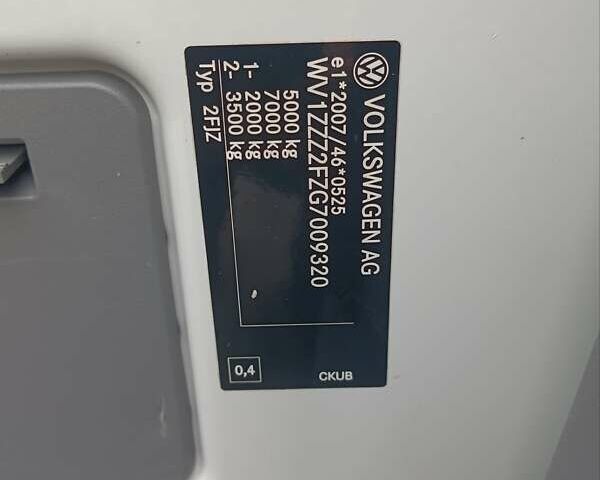 VOLKSWAGEN AG
e1*2007/46*0525
WV1ZZZ2FZG7009320
5000 kg
7000 kg
1- 2000 kg
2- 3500 kg
Typ 2FJZ
0,4
CKUB